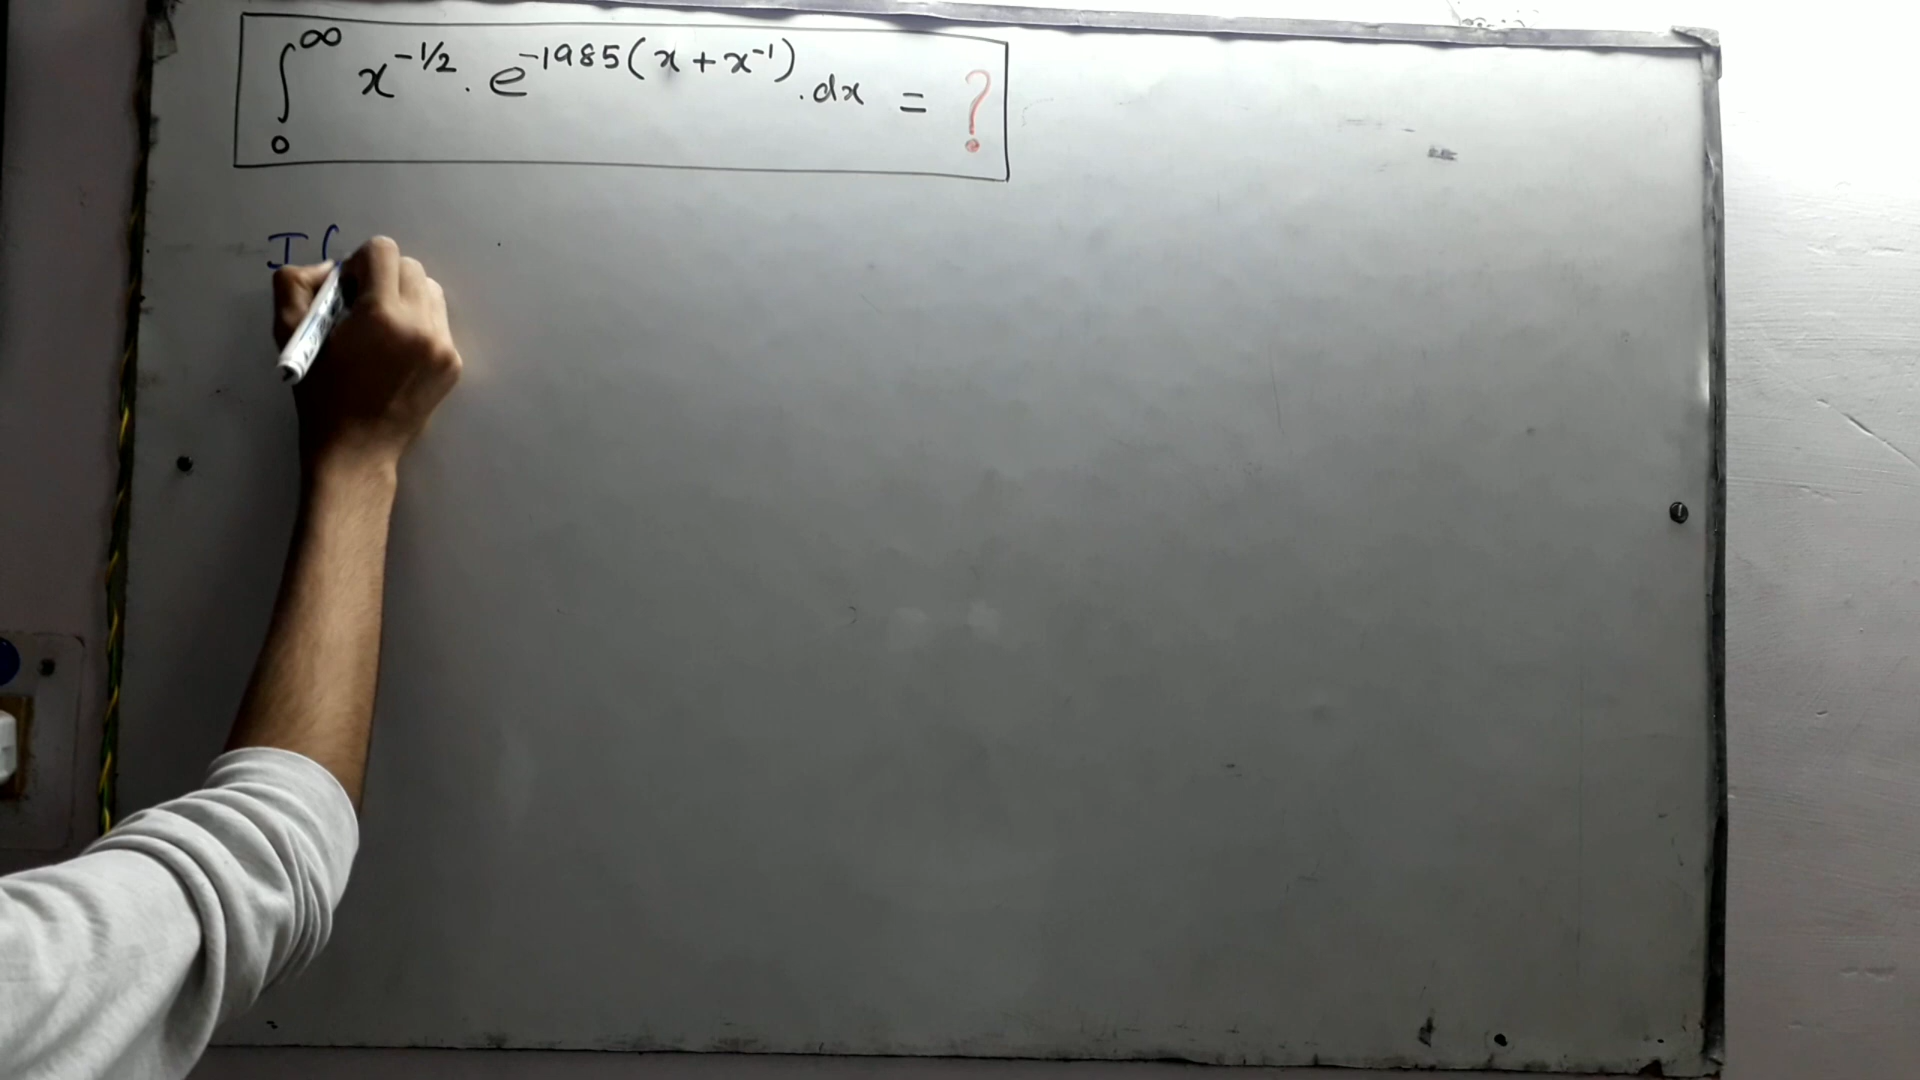 ∫₀^∞ x^{-1/2} . e^{-1985(x + x^{-1})} . dx = ?
I(